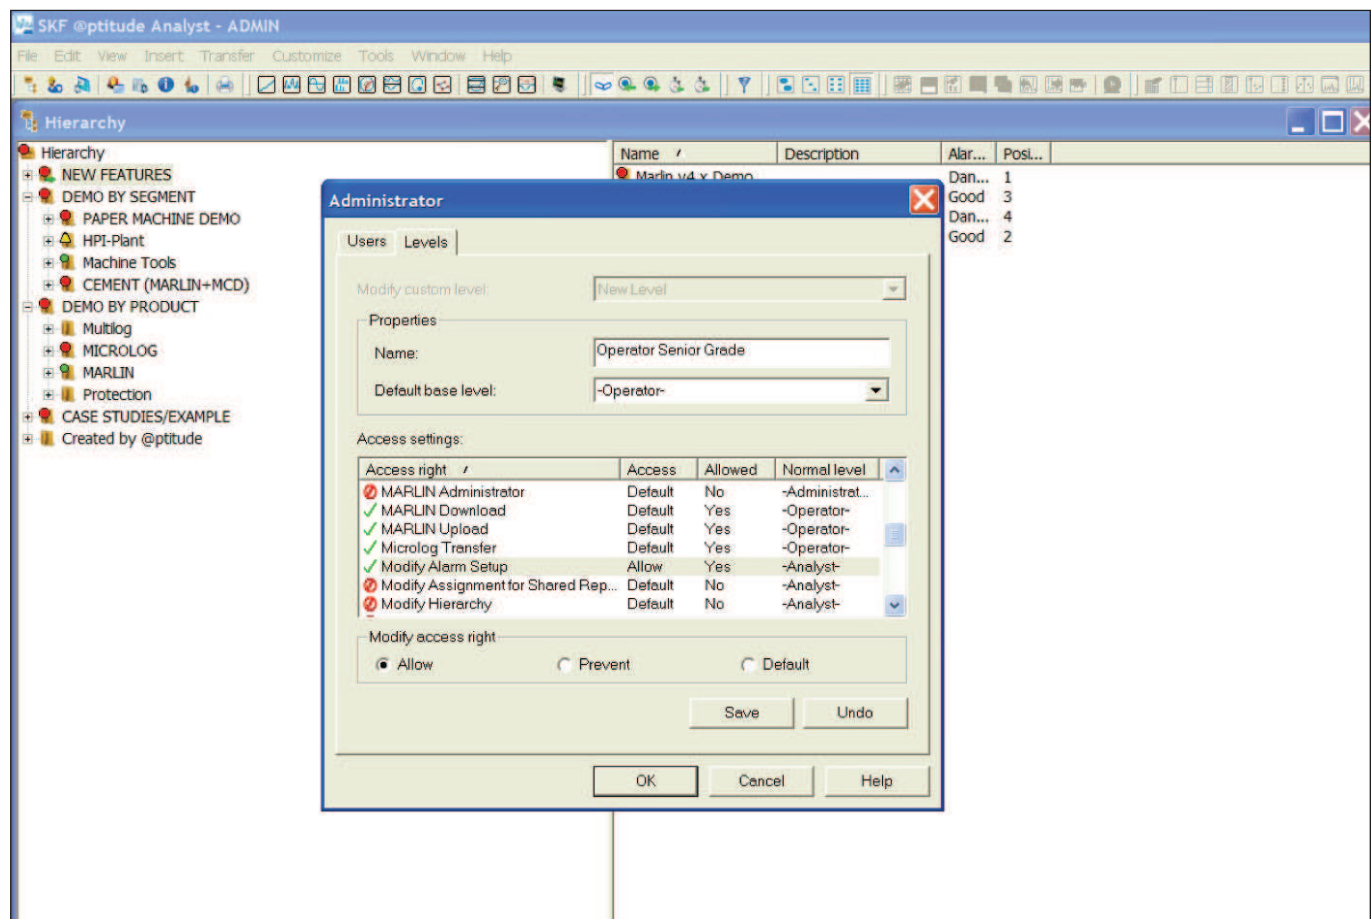 SKF @ptitude Analyst - ADMIN
File Edit View Insert Transfer Customize Tools Window Help
Hierarchy
Hierarchy
NEW FEATURES
DEMO BY SEGMENT
PAPER MACHINE DEMO
HPI-Plant
Machine Tools
CEMENT (MARLIN+MCD)
DEMO BY PRODUCT
Multilog
MICROLOG
MARLIN
Protection
CASE STUDIES/EXAMPLE
Created by @ptitude
Name Description Alar... Posi...
Marlin v4 x Demo Dan... 1
Good 3
Dan... 4
Good 2
Administrator
Users Levels
Modify custom level: New Level
Properties
Name: Operator Senior Grade
Default base level: -Operator-
Access settings:
Access right Access Allowed Normal level
MARLIN Administrator Default No -Administrat...
MARLIN Download Default Yes -Operator-
MARLIN Upload Default Yes -Operator-
Microlog Transfer Default Yes -Operator-
Modify Alarm Setup Allow Yes -Analyst-
Modify Assignment for Shared Rep... Default No -Analyst-
Modify Hierarchy Default No -Analyst-
Modify access right
Allow Prevent Default
Save Undo
OK Cancel Help